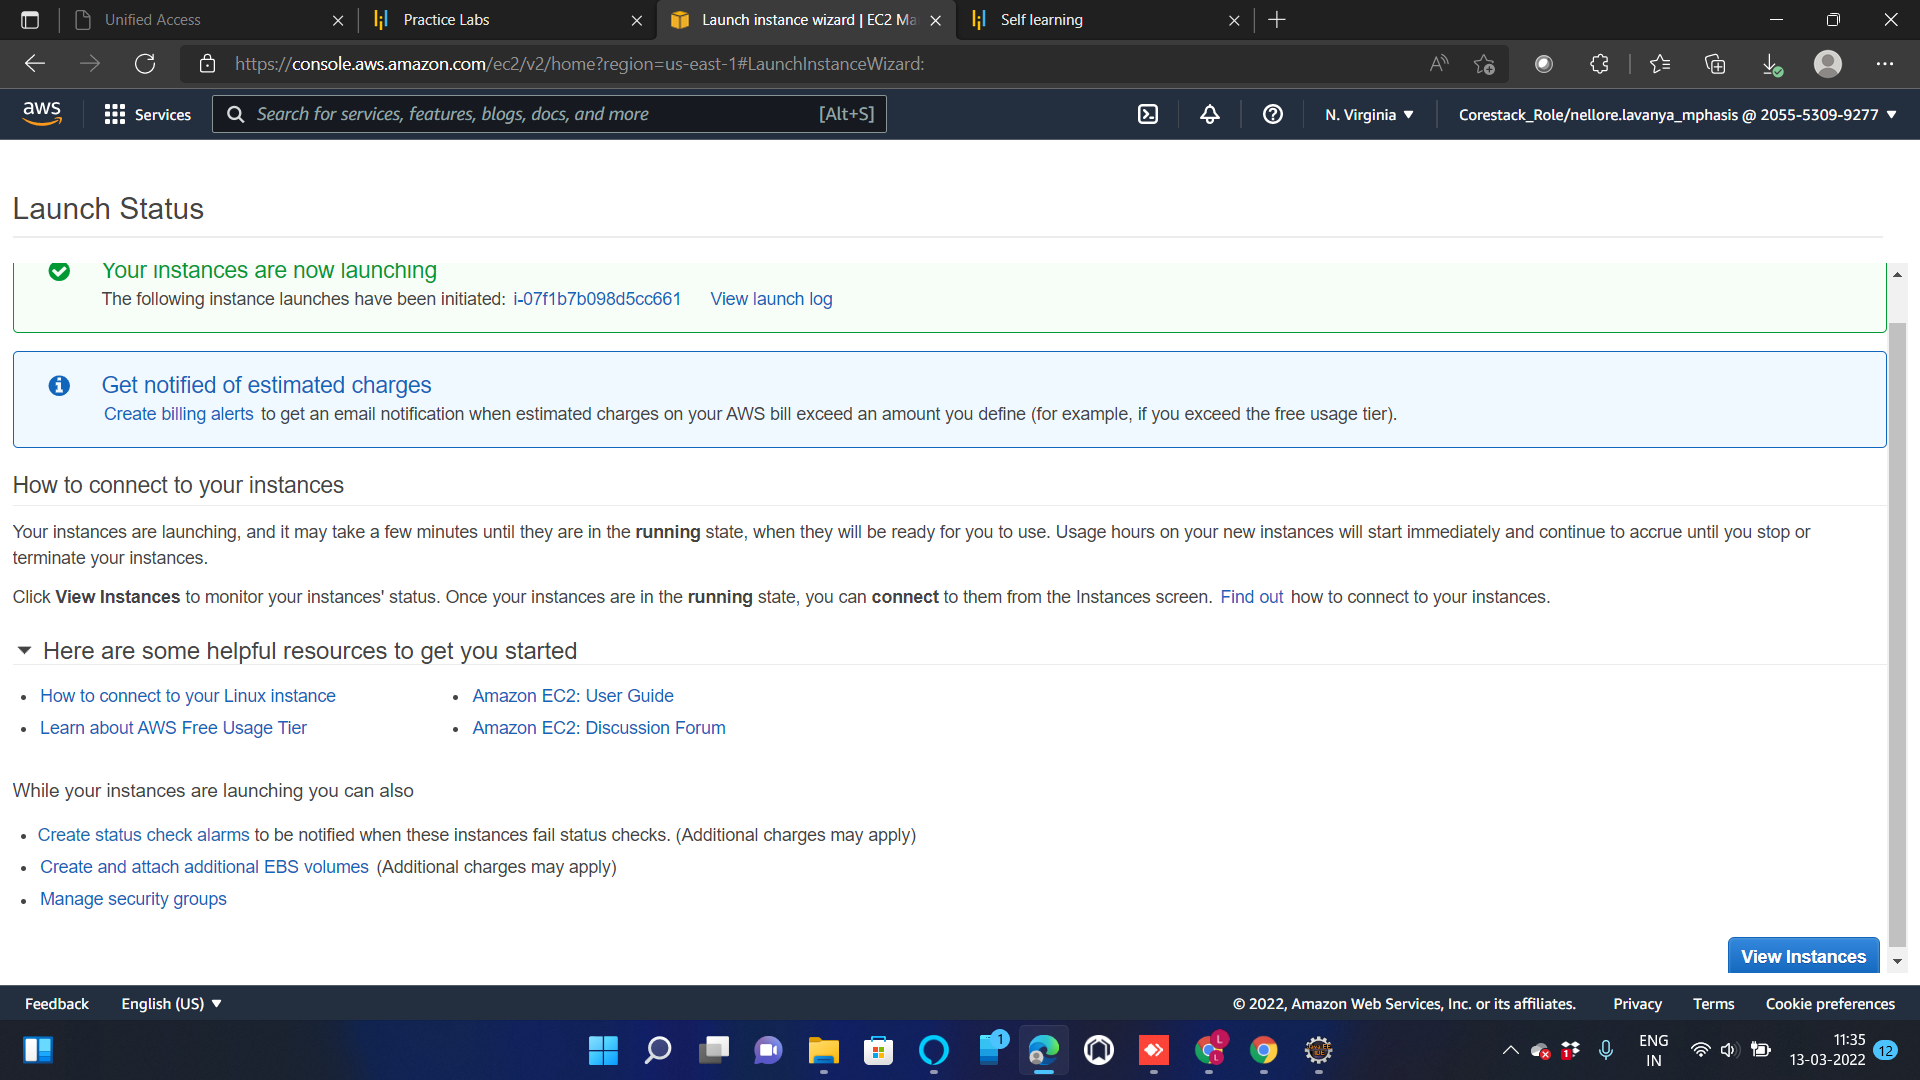 Unified Access
Practice Labs
Launch instance wizard | EC2 Ma
Self learning
https://console.aws.amazon.com/ec2/v2/home?region=us-east-1#LaunchInstanceWizard:
aws
Services
Search for services, features, blogs, docs, and more
[Alt+S]
N. Virginia
Corestack_Role/nellore.lavanya_mphasis @ 2055-5309-9277
Launch Status
Your instances are now launching
The following instance launches have been initiated: i-07f1b7b098d5cc661 View launch log
Get notified of estimated charges
Create billing alerts to get an email notification when estimated charges on your AWS bill exceed an amount you define (for example, if you exceed the free usage tier).
How to connect to your instances
Your instances are launching, and it may take a few minutes until they are in the running state, when they will be ready for you to use. Usage hours on your new instances will start immediately and continue to accrue until you stop or
terminate your instances.
Click View Instances to monitor your instances' status. Once your instances are in the running state, you can connect to them from the Instances screen. Find out how to connect to your instances.
Here are some helpful resources to get you started
• How to connect to your Linux instance
• Learn about AWS Free Usage Tier
• Amazon EC2: User Guide
• Amazon EC2: Discussion Forum
While your instances are launching you can also
• Create status check alarms to be notified when these instances fail status checks. (Additional charges may apply)
• Create and attach additional EBS volumes (Additional charges may apply)
• Manage security groups
View Instances
Feedback
English (US)
© 2022, Amazon Web Services, Inc. or its affiliates.
Privacy
Terms
Cookie preferences
1
L
L
1
ENG
IN
11:35
13-03-2022
12